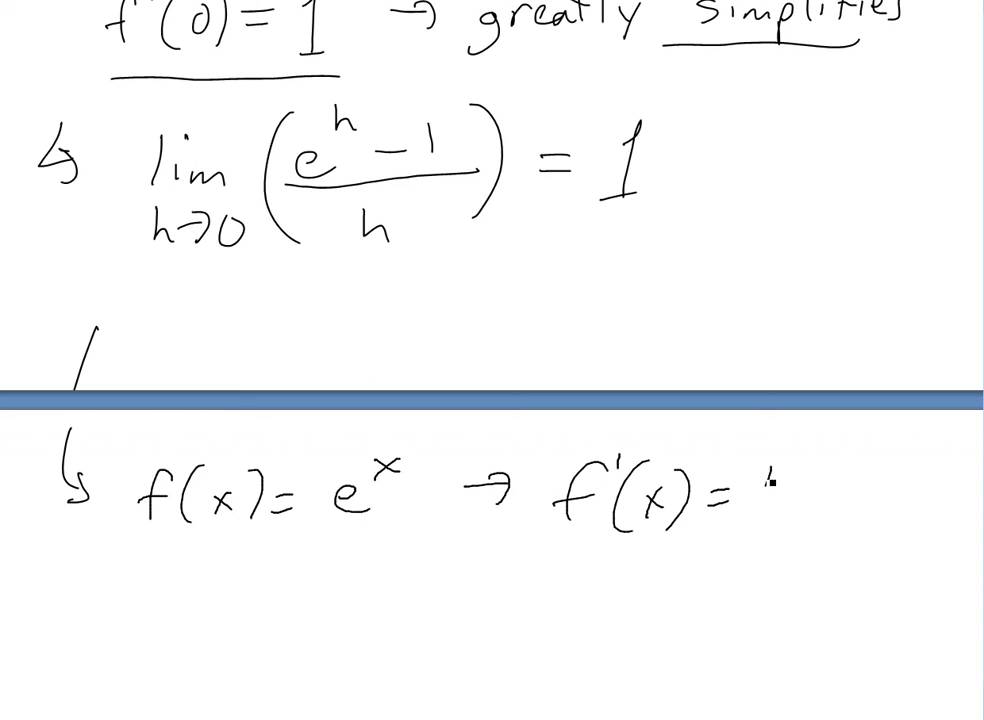 f'(0) = 1 → greatly simplifies
↳ lim h→0 (e^h - 1 / h) = 1
↳ f(x) = e^x → f'(x) =